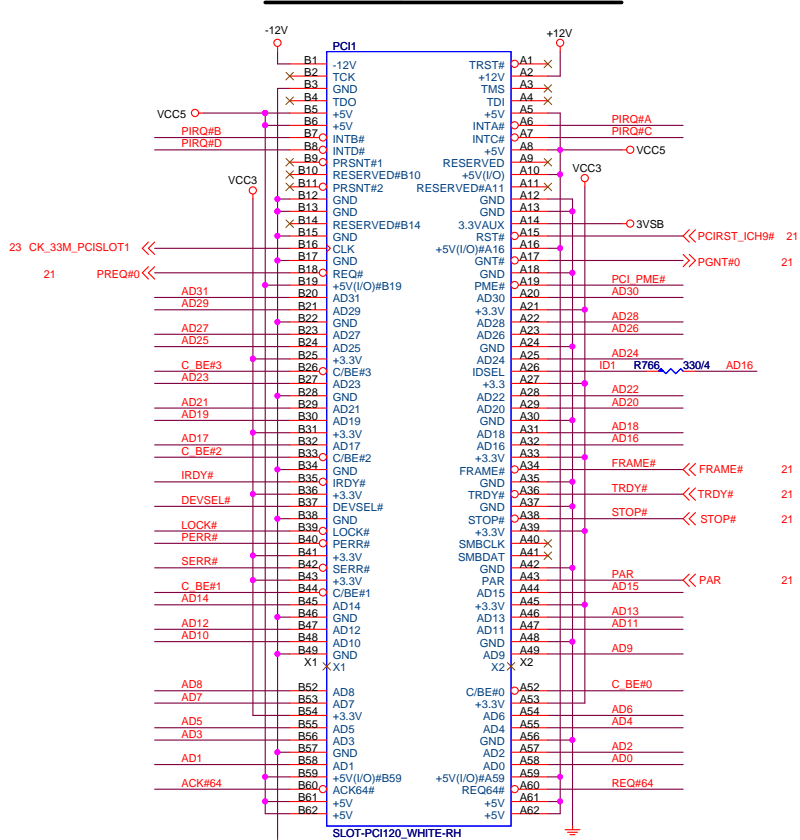 -12V +12V
PCI1
B1 -12V TRST# A1
B2 TCK +12V A2
B3 GND TMS A3
B4 TDO TDI A4
VCC5 B5 +5V +5V A5
B6 +5V INTA# A6 PIRQ#A
PIRQ#B B7 INTB# INTC# A7 PIRQ#C
PIRQ#D B8 INTD# +5V A8 VCC5
B9 PRSNT#1 RESERVED A9
B10 RESERVED#B10 +5V(I/O) A10
VCC3 B11 PRSNT#2 RESERVED#A11 A11 VCC3
B12 GND GND A12
B13 GND GND A13
B14 RESERVED#B14 3.3VAUX A14 3VSB
B15 GND RST# A15 PCIRST_ICH9# 21
23 CK_33M_PCISLOT1 B16 CLK +5V(I/O)#A16 A16
B17 GND GNT# A17 PGNT#0 21
21 PREQ#0 B18 REQ# GND A18
B19 +5V(I/O)#B19 PME# A19 PCI_PME#
AD31 B20 AD31 AD30 A20 AD30
AD29 B21 AD29 +3.3V A21
B22 GND AD28 A22 AD28
AD27 B23 AD27 AD26 A23 AD26
AD25 B24 AD25 GND A24
B25 +3.3V AD24 A25 AD24
C_BE#3 B26 C/BE#3 IDSEL A26 ID1 R766 330/4 AD16
AD23 B27 AD23 +3.3 A27
B28 GND AD22 A28 AD22
AD21 B29 AD21 AD20 A29 AD20
AD19 B30 AD19 GND A30
B31 +3.3V AD18 A31 AD18
AD17 B32 AD17 AD16 A32 AD16
C_BE#2 B33 C/BE#2 +3.3V A33
B34 GND FRAME# A34 FRAME# FRAME# 21
IRDY# B35 IRDY# GND A35
B36 +3.3V TRDY# A36 TRDY# TRDY# 21
DEVSEL# B37 DEVSEL# GND A37
B38 GND STOP# A38 STOP# STOP# 21
LOCK# B39 LOCK# +3.3V A39
PERR# B40 PERR# SMBCLK A40
B41 +3.3V SMBDAT A41
SERR# B42 SERR# GND A42
B43 +3.3V PAR A43 PAR PAR 21
C_BE#1 B44 C/BE#1 AD15 A44 AD15
AD14 B45 AD14 +3.3V A45
B46 GND AD13 A46 AD13
AD12 B47 AD12 AD11 A47 AD11
AD10 B48 AD10 GND A48
B49 GND AD9 A49 AD9
X1 X1 X2 X2
AD8 B52 AD8 C/BE#0 A52 C_BE#0
AD7 B53 AD7 +3.3V A53
B54 +3.3V AD6 A54 AD6
AD5 B55 AD5 AD4 A55 AD4
AD3 B56 AD3 GND A56
B57 GND AD2 A57 AD2
AD1 B58 AD1 AD0 A58 AD0
B59 +5V(I/O)#B59 +5V(I/O)#A59 A59
ACK#64 B60 ACK64# REQ64# A60 REQ#64
B61 +5V +5V A61
B62 +5V +5V A62
SLOT-PCI120_WHITE-RH